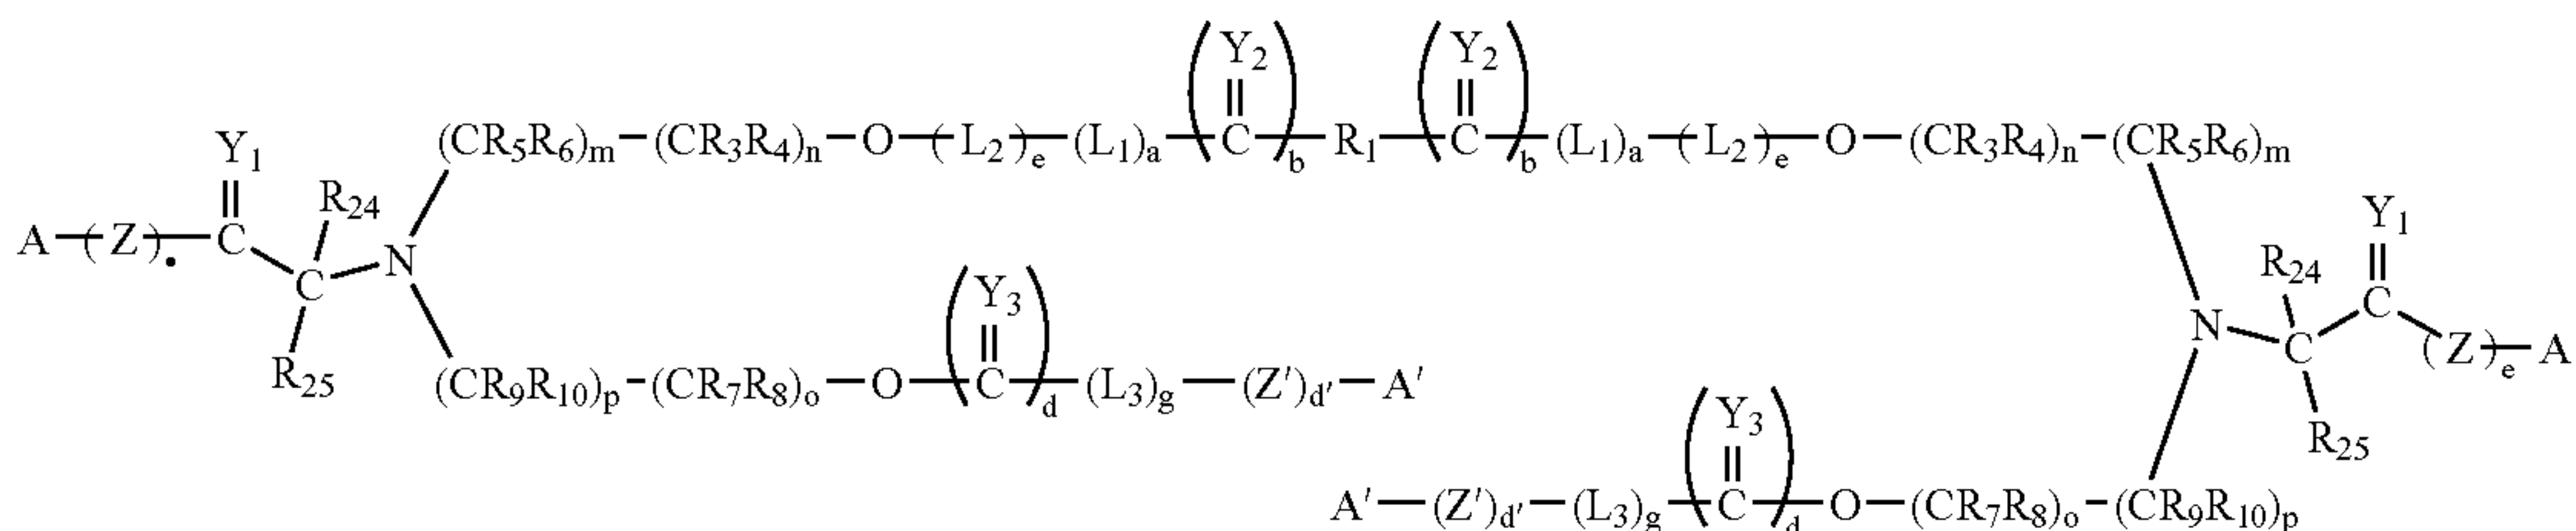 Y₂ Y₂
(CR₅R₆)ₘ–(CR₃R₄)ₙ–O–(L₂)ₑ–(L₁)ₐ–(C)b–R₁–(C)b–(L₁)ₐ–(L₂)ₑ–O–(CR₃R₄)ₙ–(CR₅R₆)ₘ
Y₁
R₂₄
A–(Z).–C
C N
R₂₅
Y₃
(CR₉R₁₀)ₚ–(CR₇R₈)ₒ–O–(C)d–(L₃)g–(Z′)d′–A′
Y₁
R₂₄
C
N C (Z)ₑ–A
R₂₅
Y₃
A′–(Z′)d′–(L₃)g–(C)d–O–(CR₇R₈)ₒ–(CR₉R₁₀)ₚ